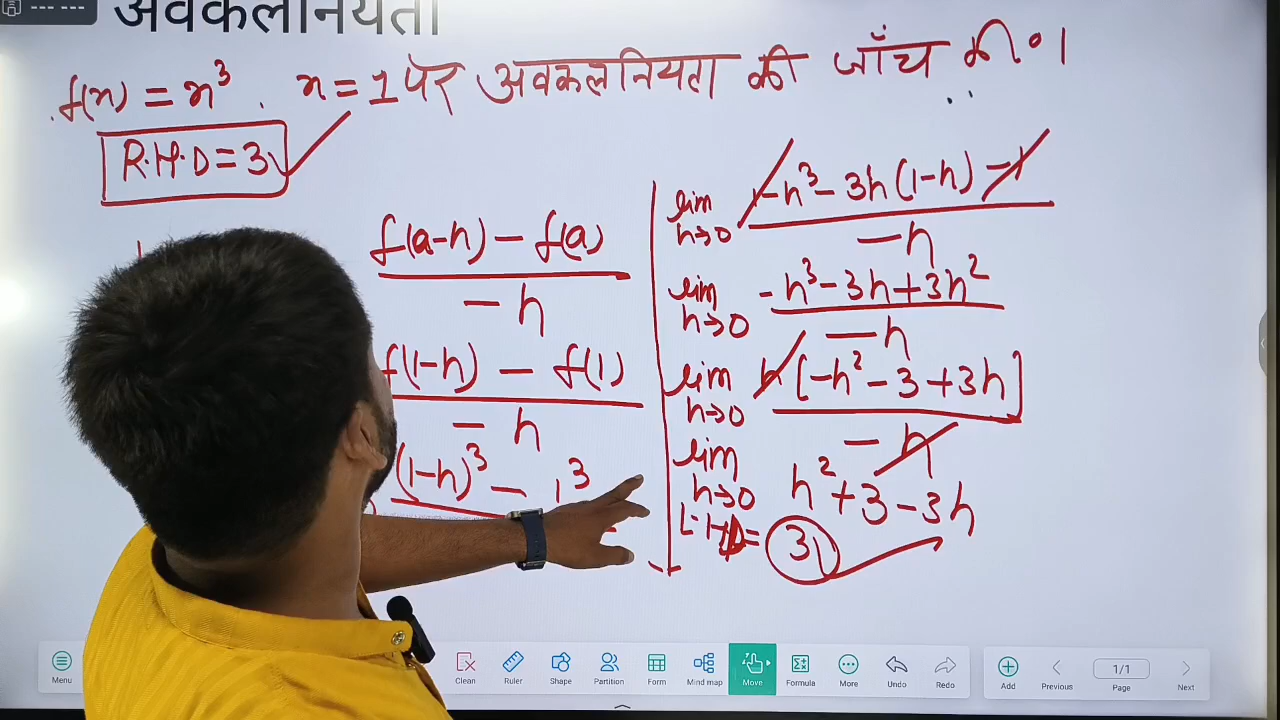 अवकलनियता
f(x) = x³ . x = 1 पर अवकलनियता की जाँच की०।
R.H.D = 3
f(a-h) - f(a)
-h
f(1-h) - f(1)
-h
(1-h)³ - 1³
lim h→0 1-h³-3h(1-h)-1
-h
lim h→0 -h³-3h+3h²
-h
lim h→0 h[-h²-3+3h]
-h
lim h→0 h²+3-3h
L.H.D = 3
Menu
Clean
Ruler
Shape
Partition
Form
Mind map
Move
Formula
More
Undo
Redo
Add
Previous
1/1
Page
Next